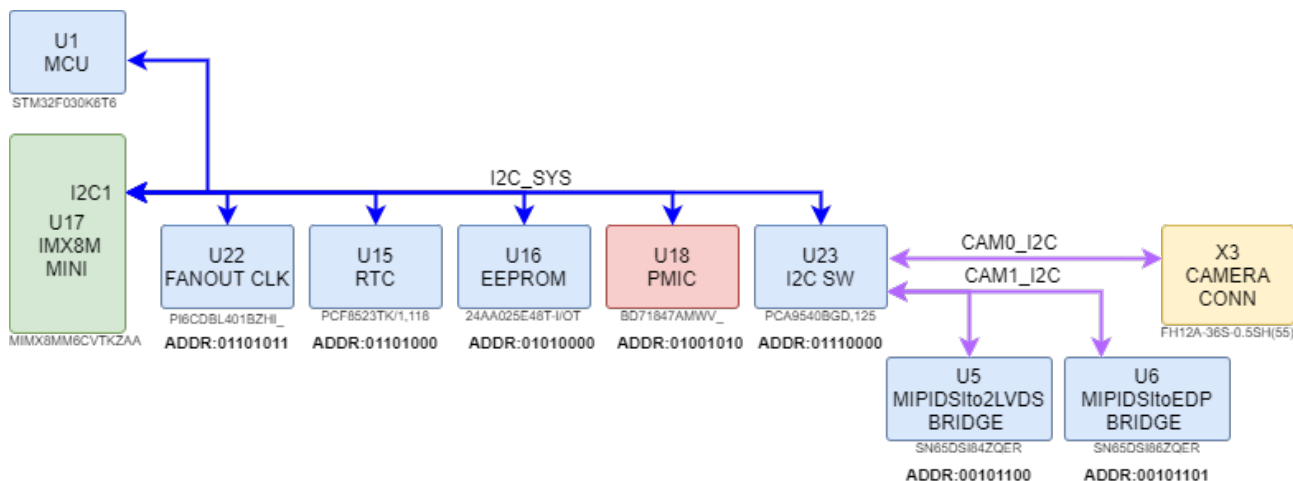 U1
MCU
STM32F030K6T6
I2C1
U17
IMX8M
MINI
MIMX8MM6CVTKZAA
I2C_SYS
U22
FANOUT CLK
PI6CDBL401BZHI_
ADDR:01101011
U15
RTC
PCF8523TK/1,118
ADDR:01101000
U16
EEPROM
24AA025E48T-I/OT
ADDR:01010000
U18
PMIC
BD71847AMWV_
ADDR:01001010
U23
I2C SW
PCA9540BGD,125
ADDR:01110000
CAM0_I2C
CAM1_I2C
X3
CAMERA
CONN
FH12A-36S-0.5SH(55)
U5
MIPIDSIto2LVDS
BRIDGE
SN65DSI84ZQER
ADDR:00101100
U6
MIPIDSItoEDP
BRIDGE
SN65DSI86ZQER
ADDR:00101101